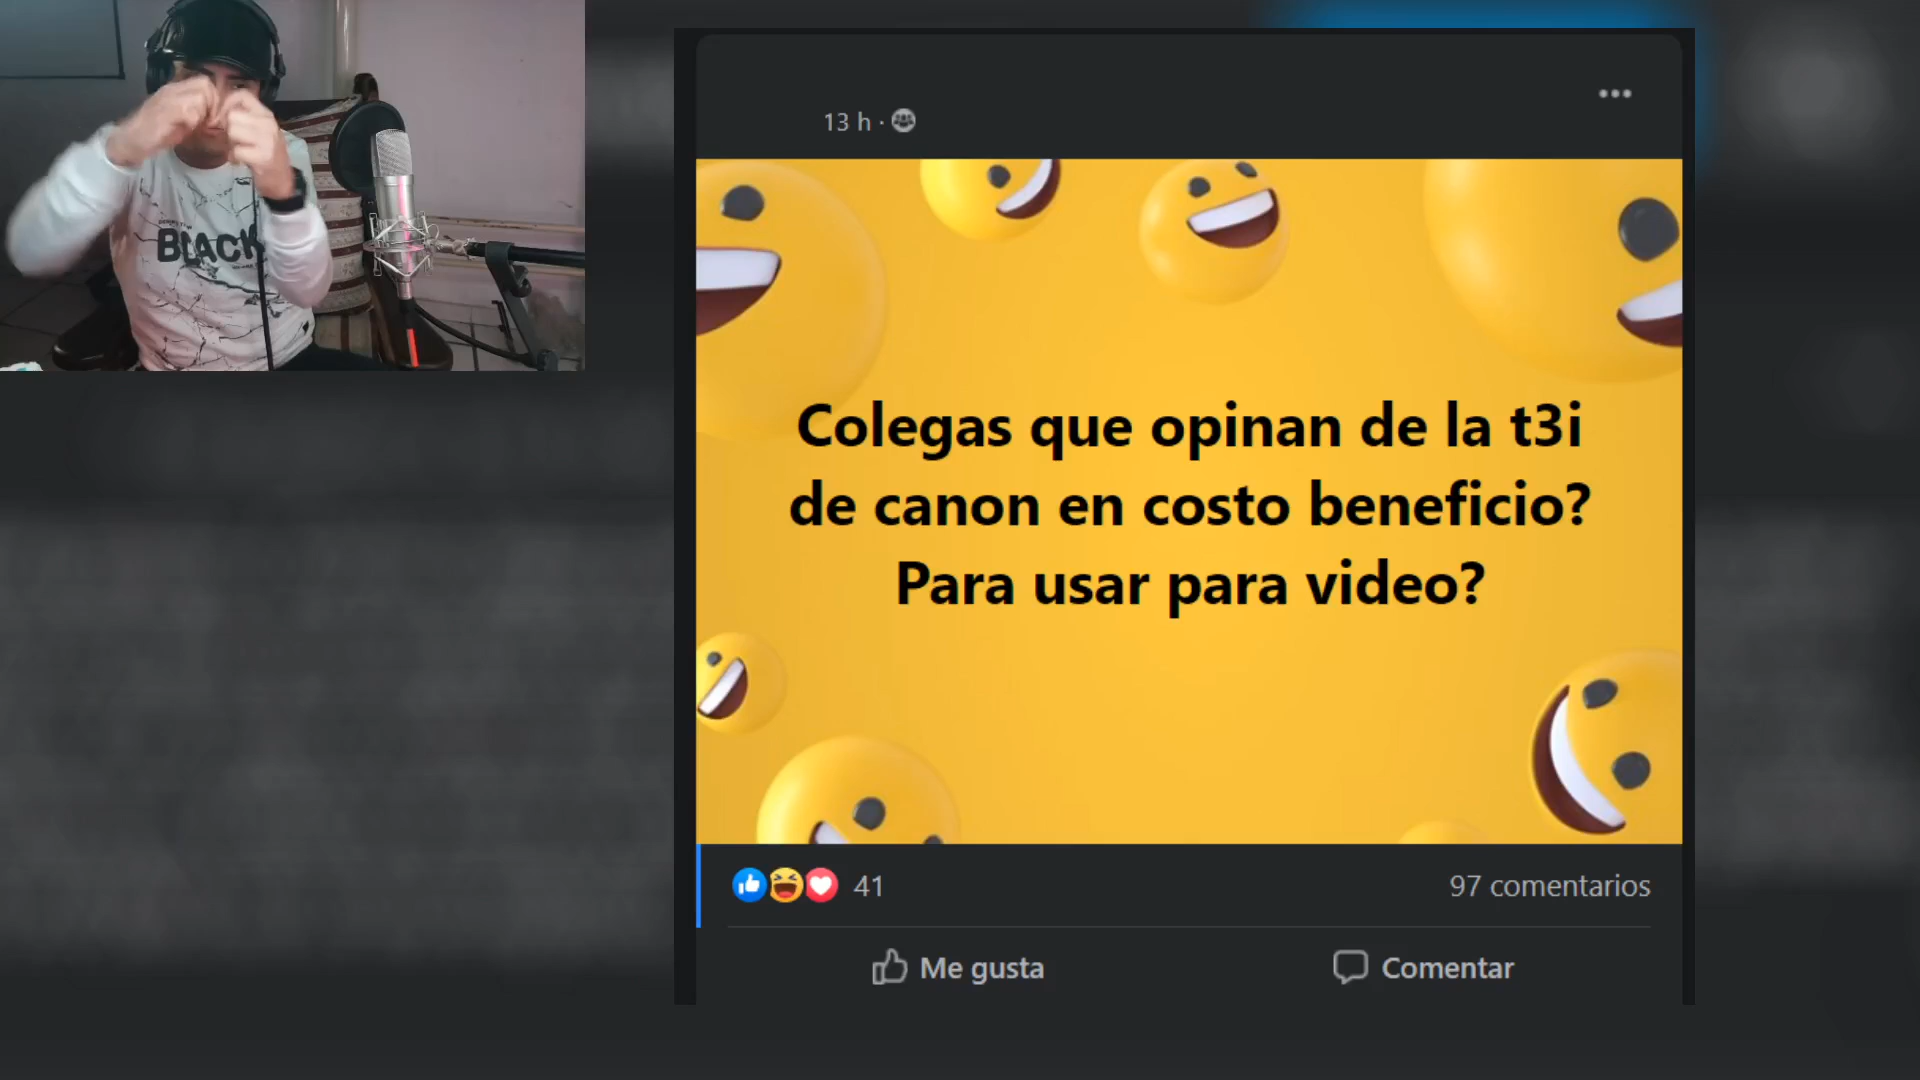 BLACK
13 h ·
Colegas que opinan de la t3i
de canon en costo beneficio?
Para usar para video?
41
97 comentarios
Me gusta
Comentar